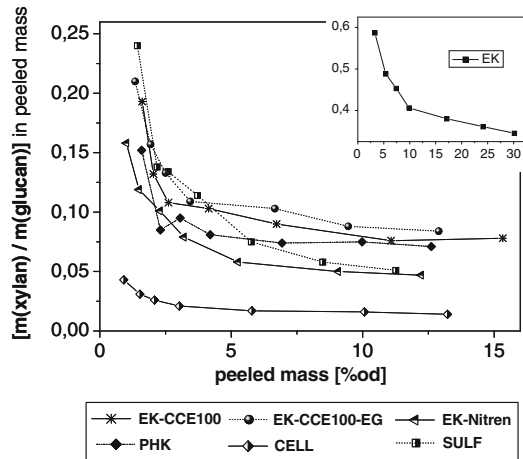 [m(xylan) / m(glucan)] in peeled mass
0,25
0,20
0,15
0,10
0,05
0,00
0 5 10 15
peeled mass [%od]
0,6
0,4
0 5 10 15 20 25 30
EK
EK-CCE100 EK-CCE100-EG EK-Nitren
PHK CELL SULF